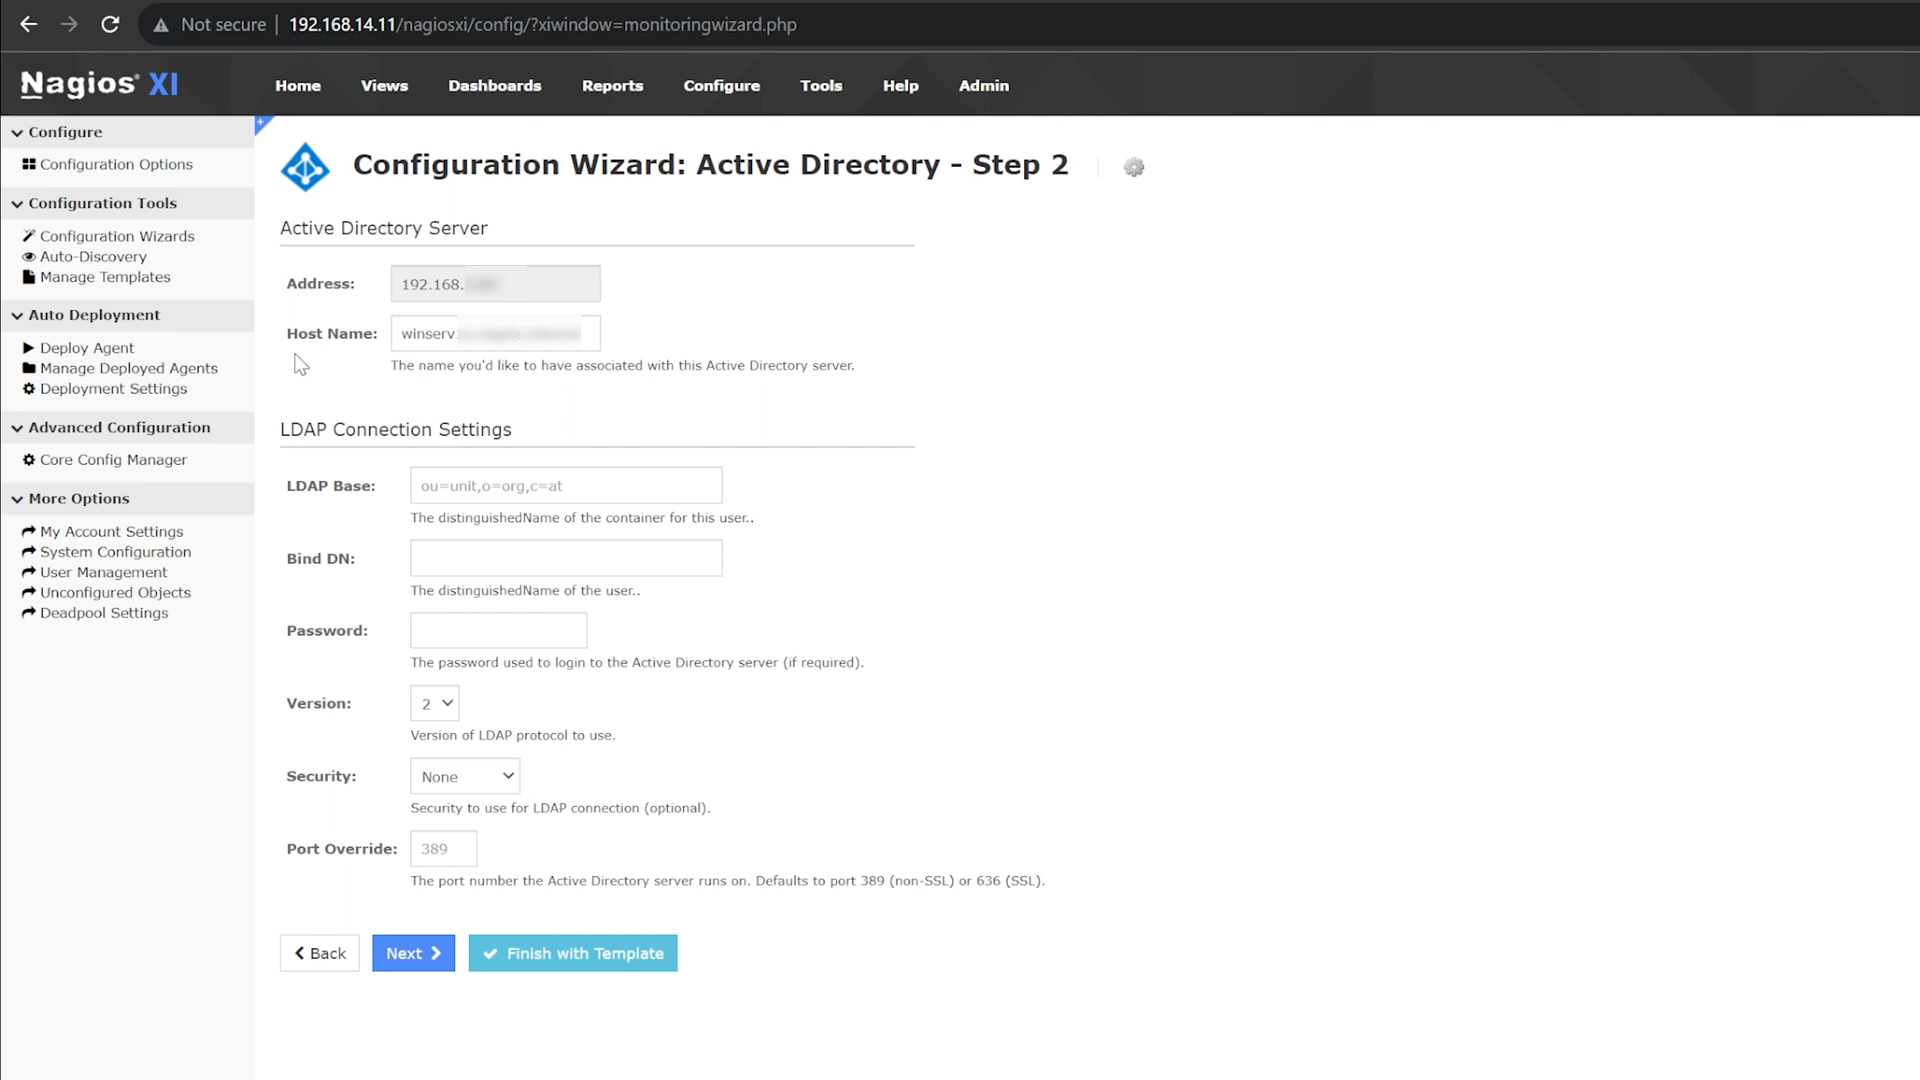 Not secure | 192.168.14.11/nagiosxi/config/?xiwindow=monitoringwizard.php
Nagios® XI
Home Views Dashboards Reports Configure Tools Help Admin
Configure
Configuration Options
Configuration Tools
Configuration Wizards
Auto-Discovery
Manage Templates
Auto Deployment
Deploy Agent
Manage Deployed Agents
Deployment Settings
Advanced Configuration
Core Config Manager
More Options
My Account Settings
System Configuration
User Management
Unconfigured Objects
Deadpool Settings
Configuration Wizard: Active Directory - Step 2
Active Directory Server
Address: 192.168.
Host Name: winserv
The name you'd like to have associated with this Active Directory server.
LDAP Connection Settings
LDAP Base: ou=unit,o=org,c=at
The distinguishedName of the container for this user..
Bind DN:
The distinguishedName of the user..
Password:
The password used to login to the Active Directory server (if required).
Version: 2
Version of LDAP protocol to use.
Security: None
Security to use for LDAP connection (optional).
Port Override: 389
The port number the Active Directory server runs on. Defaults to port 389 (non-SSL) or 636 (SSL).
Back Next Finish with Template